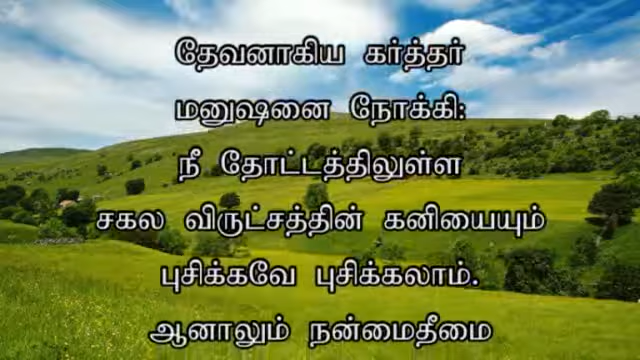 தேவனாகிய கர்த்தர்
மனுஷனை நோக்கி:
நீ தோட்டத்திலுள்ள
சகல விருட்சத்தின் கனியையும்
புசிக்கவே புசிக்கலாம்.
ஆனாலும் நன்மைதீமை